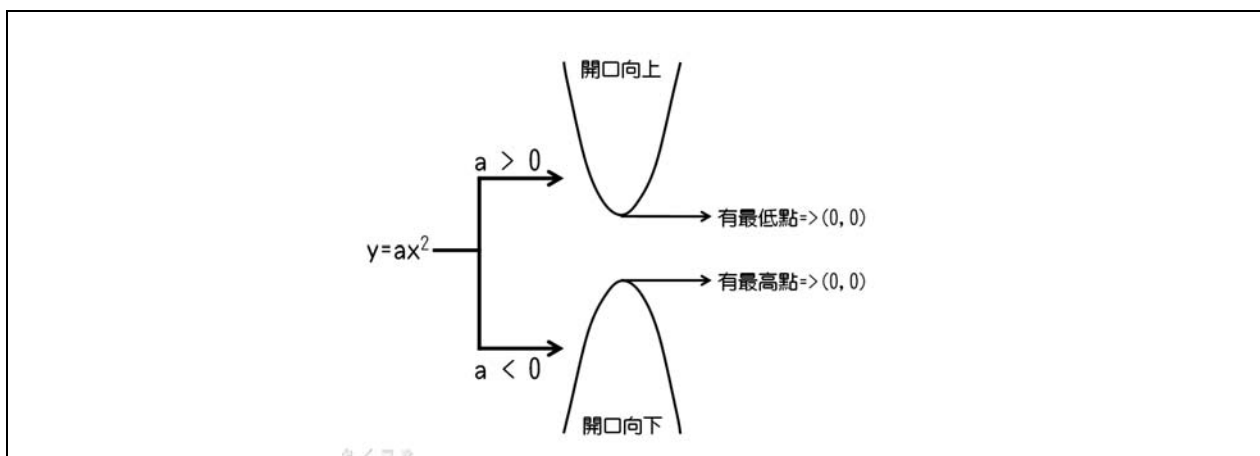 開口向上
a > 0
有最低點=>(0,0)
y=ax²
有最高點=>(0,0)
a < 0
開口向下